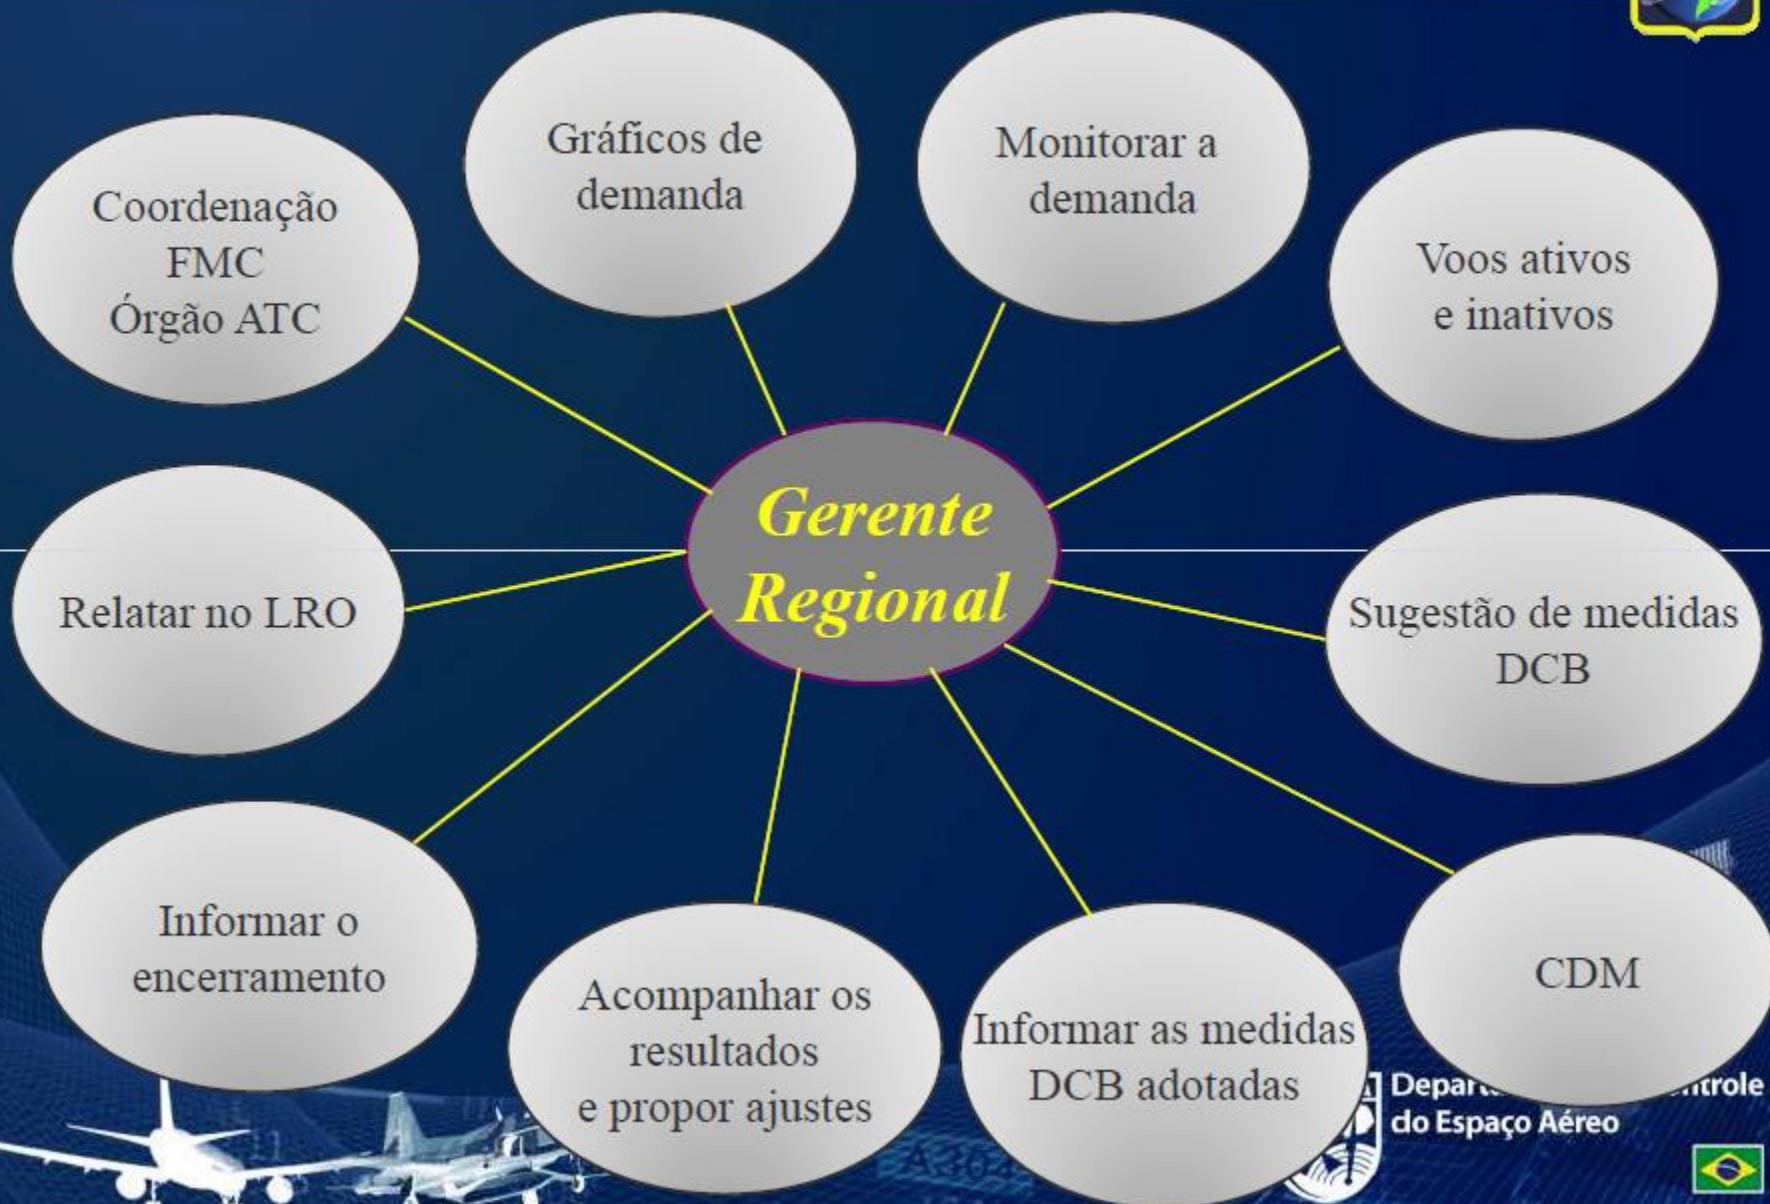 Gráficos de
demanda
Monitorar a
demanda
Coordenação
FMC
Órgão ATC
Voos ativos
e inativos
Gerente
Regional
Relatar no LRO
Sugestão de medidas
DCB
Informar o
encerramento
Acompanhar os
resultados
e propor ajustes
Informar as medidas
DCB adotadas
CDM
do Espaço Aéreo